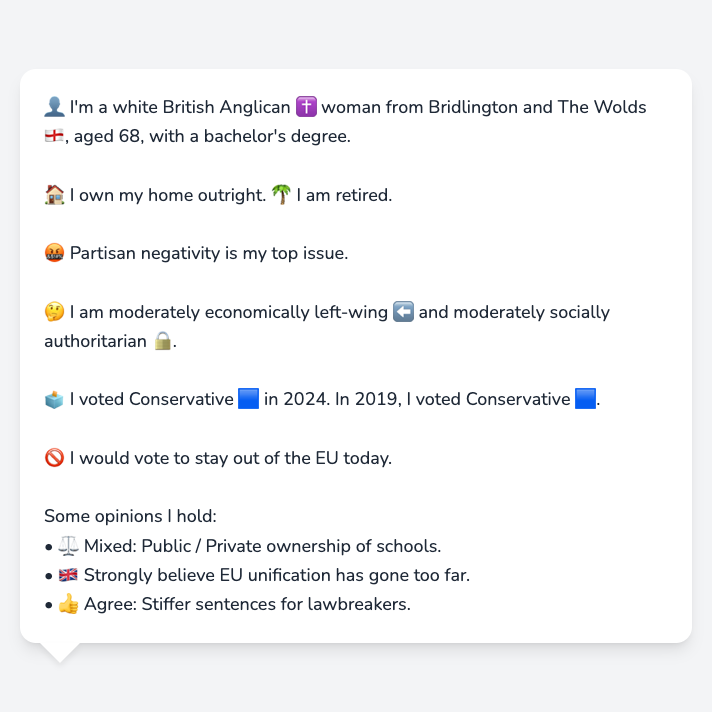 👤 I'm a white British Anglican ✝️ woman from Bridlington and The Wolds
🏴󠁧󠁢󠁥󠁮󠁧󠁿, aged 68, with a bachelor's degree.
🏠 I own my home outright. 🌴 I am retired.
🤬 Partisan negativity is my top issue.
🤔 I am moderately economically left-wing ⬅️ and moderately socially
authoritarian 🔒.
🗳️ I voted Conservative 🟦 in 2024. In 2019, I voted Conservative 🟦.
🚫 I would vote to stay out of the EU today.
Some opinions I hold:
• ⚖️ Mixed: Public / Private ownership of schools.
• 🇬🇧 Strongly believe EU unification has gone too far.
• 👍 Agree: Stiffer sentences for lawbreakers.